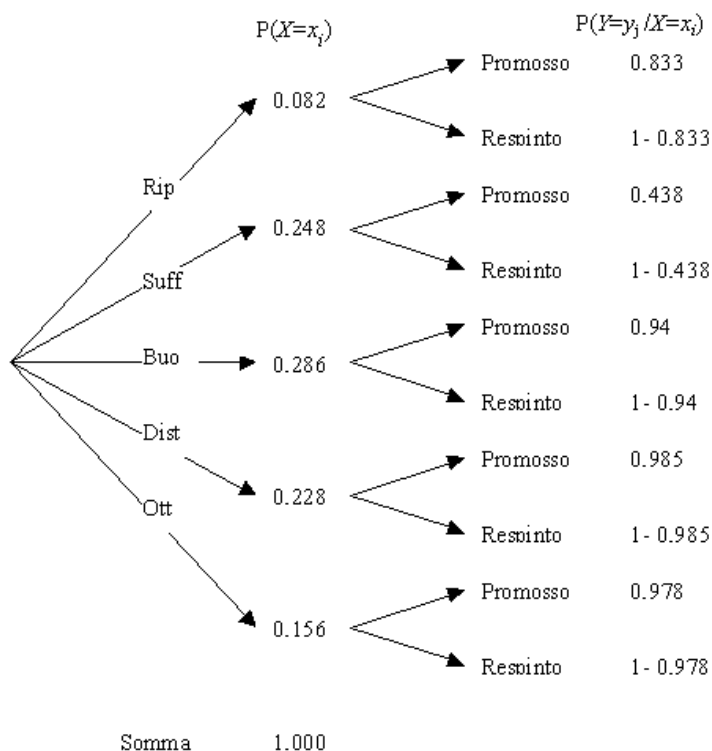 P(X=xi) P(Y=yj /X=xi)
Promosso 0.833
0.082
Respinto 1- 0.833
Rip
Promosso 0.438
0.248
Respinto 1- 0.438
Suff
Promosso 0.94
Buo 0.286
Respinto 1- 0.94
Dist
Promosso 0.985
0.228
Ott
Respinto 1- 0.985
Promosso 0.978
0.156
Respinto 1- 0.978
Somma 1.000